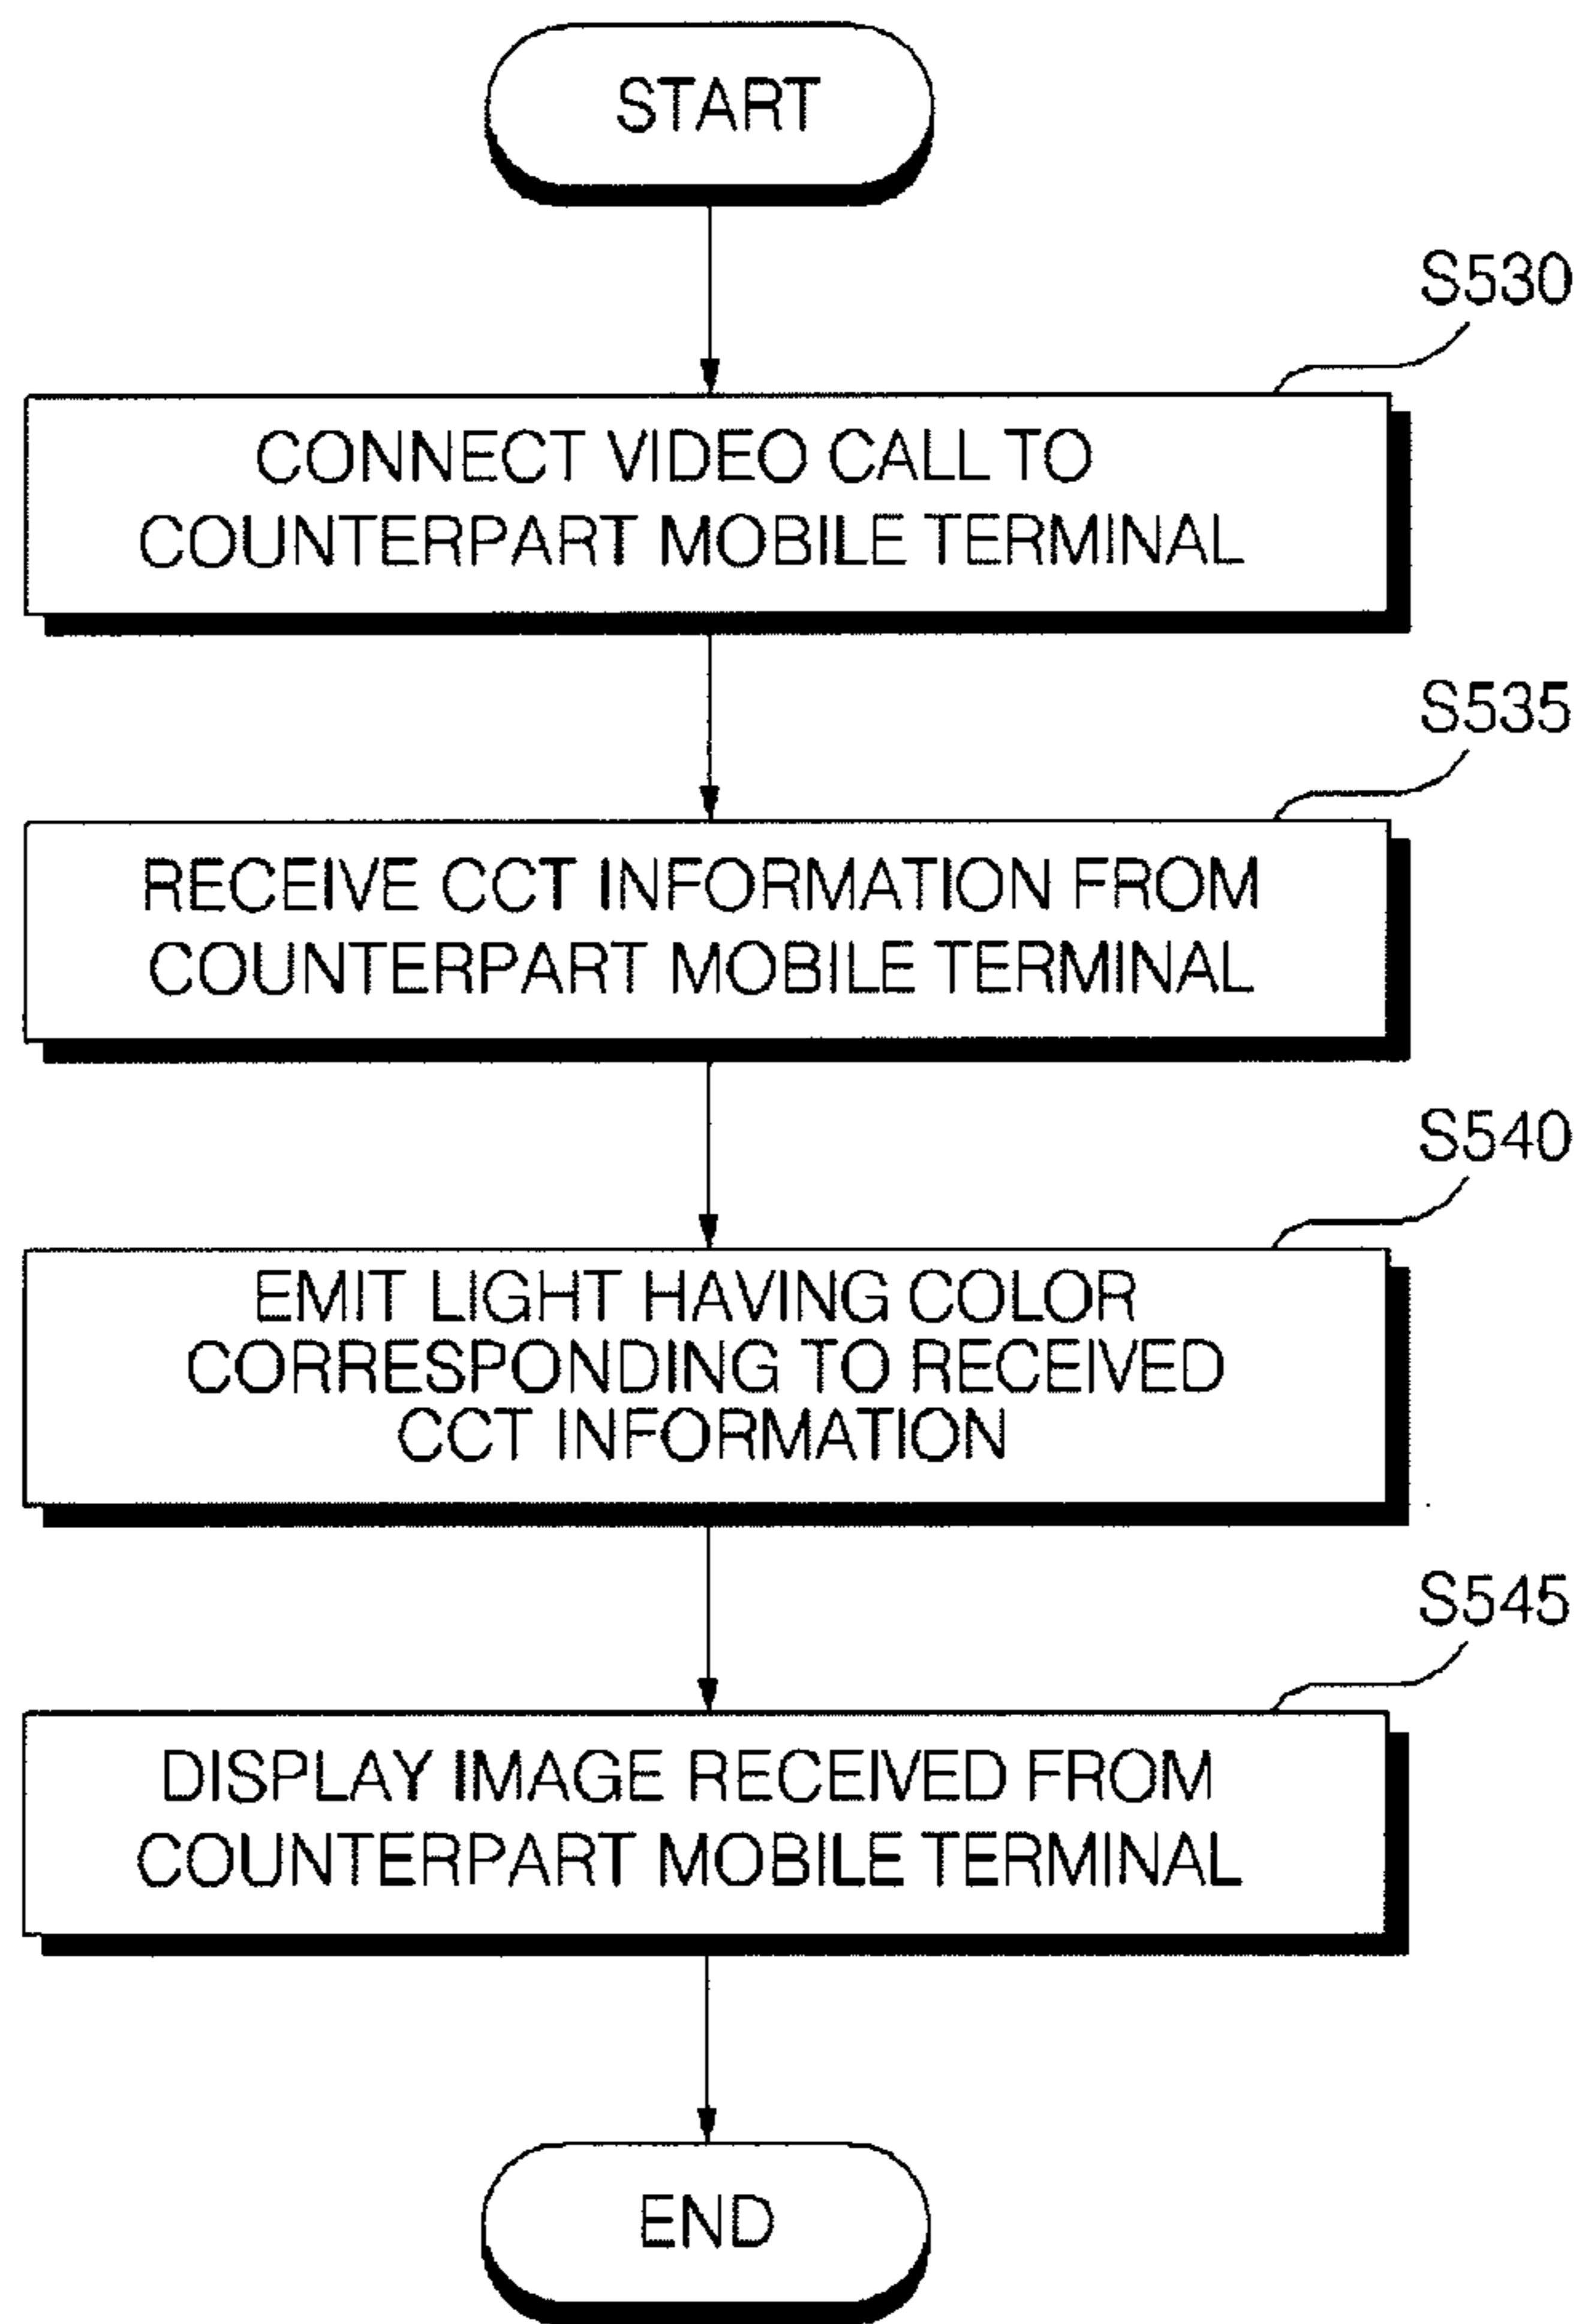 START
S530
CONNECT VIDEO CALL TO
COUNTERPART MOBILE TERMINAL
S535
RECEIVE CCT INFORMATION FROM
COUNTERPART MOBILE TERMINAL
S540
EMIT LIGHT HAVING COLOR
CORRESPONDING TO RECEIVED
CCT INFORMATION
S545
DISPLAY IMAGE RECEIVED FROM
COUNTERPART MOBILE TERMINAL
END